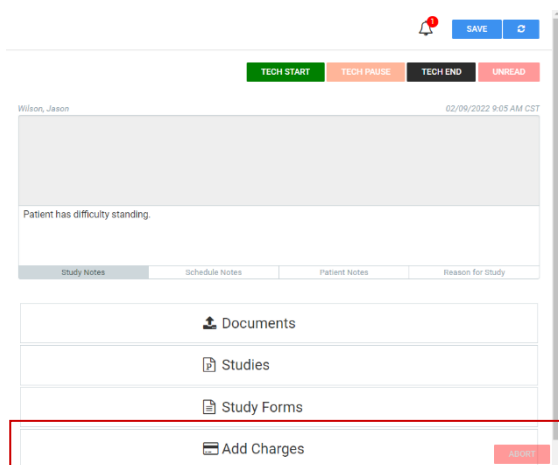 1
SAVE
TECH START TECH PAUSE TECH END UNREAD
Wilson, Jason 02/09/2022 9:05 AM CST
Patient has difficulty standing.
Study Notes Schedule Notes Patient Notes Reason for Study
Documents
Studies
Study Forms
Add Charges
ABORT